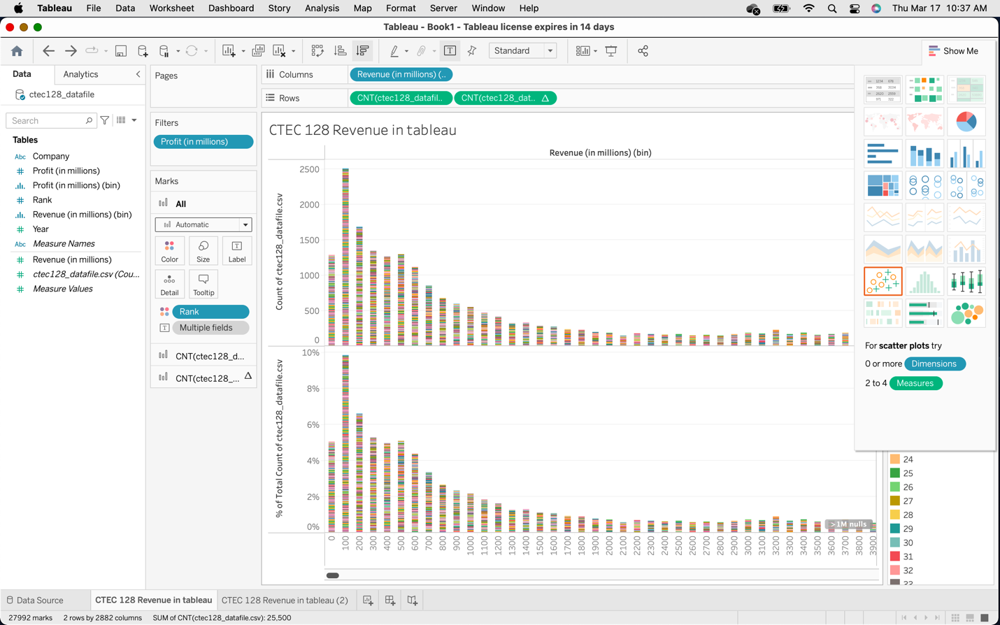 Tableau File Data Worksheet Dashboard Story Analysis Map Format Server Window Help Thu Mar 17 10:37 AM
Tableau - Book1 - Tableau license expires in 14 days
Standard
Show Me
Data Analytics
ctec128_datafile
Search
Tables
Abc Company
Profit (in millions)
Profit (in millions) (bin)
Rank
Revenue (in millions) (bin)
Year
Abc Measure Names
Revenue (in millions)
ctec128_datafile.csv (Cou...
Measure Values
Pages
Filters
Profit (in millions)
Marks
All
Automatic
Color Size Label
Detail Tooltip
Rank
Multiple fields
CNT(ctec128_d...
CNT(ctec128_... Δ
Columns Revenue (in millions) (..
Rows CNT(ctec128_datafil.. CNT(ctec128_dat.. Δ
CTEC 128 Revenue in tableau
Revenue (in millions) (bin)
Count of ctec128_datafile.csv
2500
2000
1500
1000
500
0
% of Total Count of ctec128_datafile.csv
10%
8%
6%
4%
2%
0%
>1M nulls
0 100 200 300 400 500 600 700 800 900 1000 1100 1200 1300 1400 1500 1600 1700 1800 1900 2000 2100 2200 2300 2400 2500 2600 2700 2800 2900 3000 3100 3200 3300 3400 3500 3600 3700 3800 3900
For scatter plots try
0 or more Dimensions
2 to 4 Measures
24
25
26
27
28
29
30
31
32
33
Data Source CTEC 128 Revenue in tableau CTEC 128 Revenue in tableau (2)
27992 marks 2 rows by 2882 columns SUM of CNT(ctec128_datafile.csv): 25,500